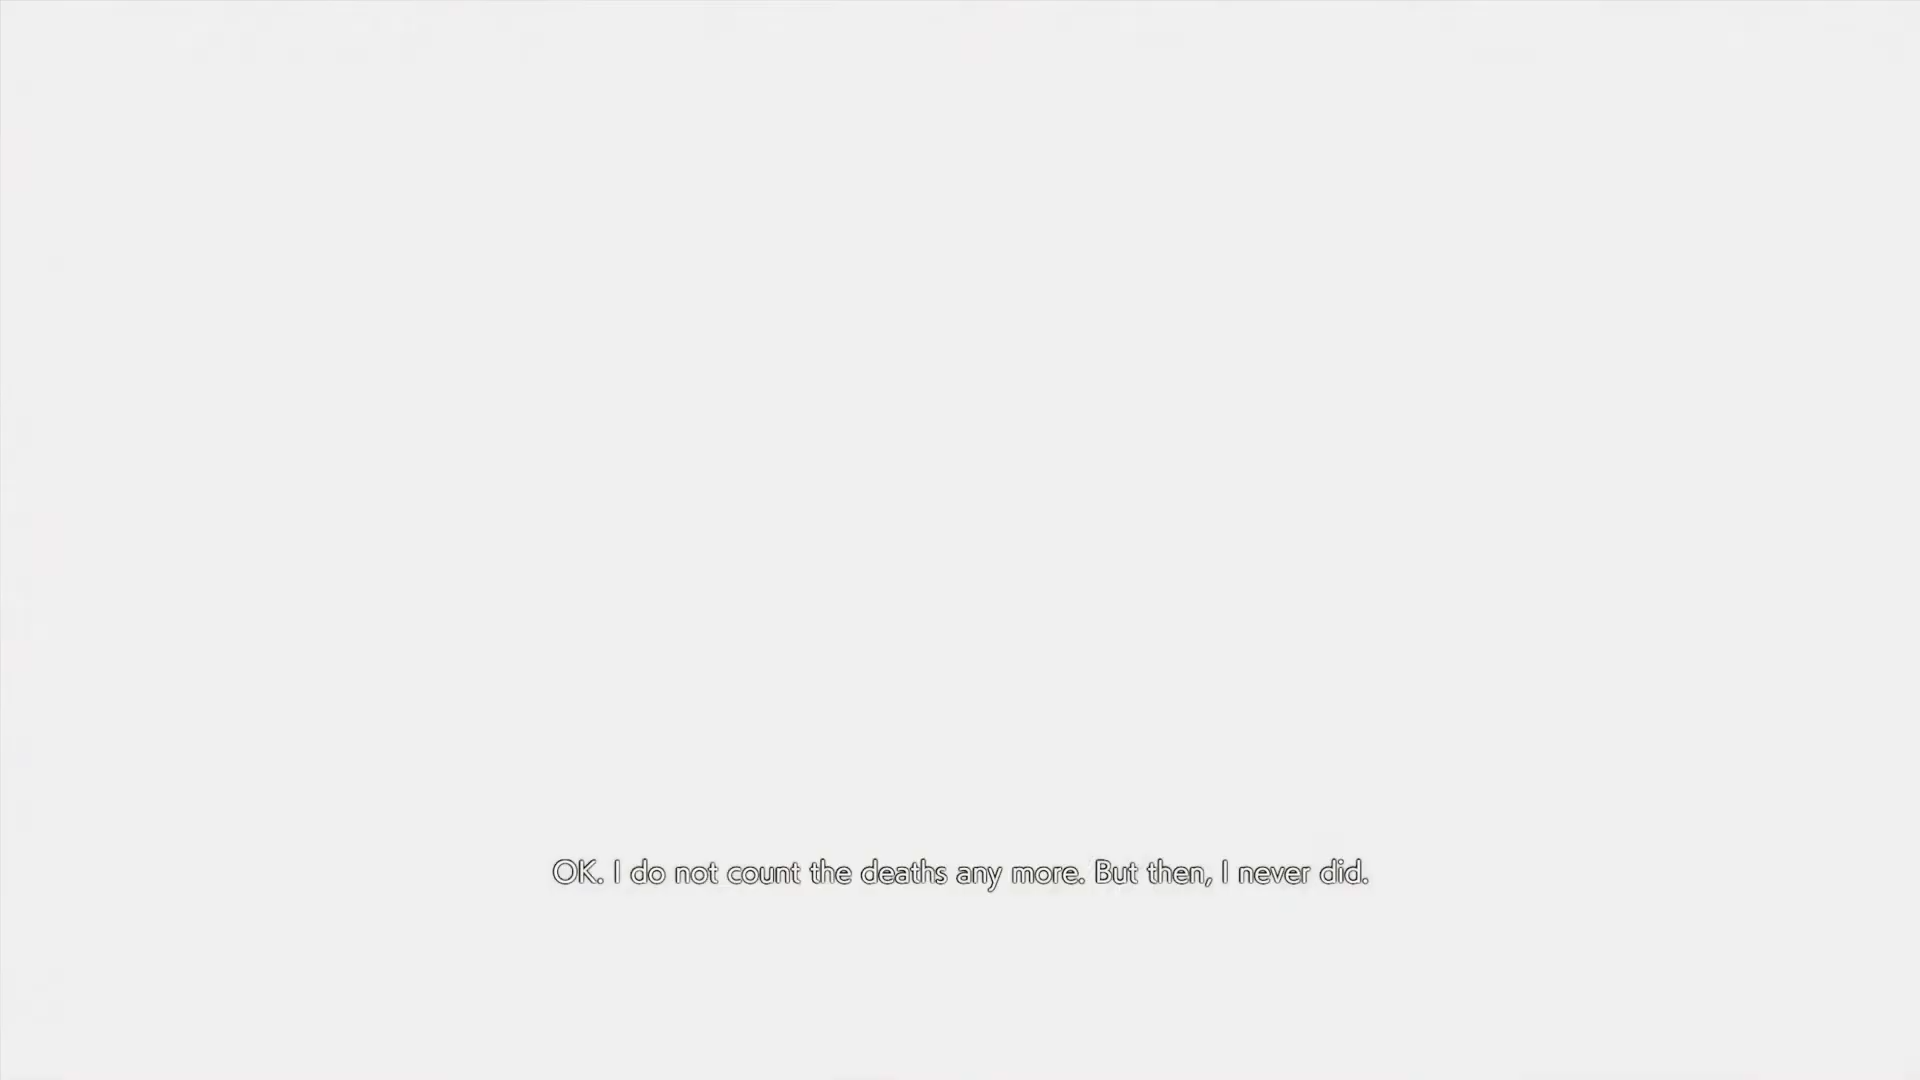 OK. I do not count the deaths any more. But then, I never did.